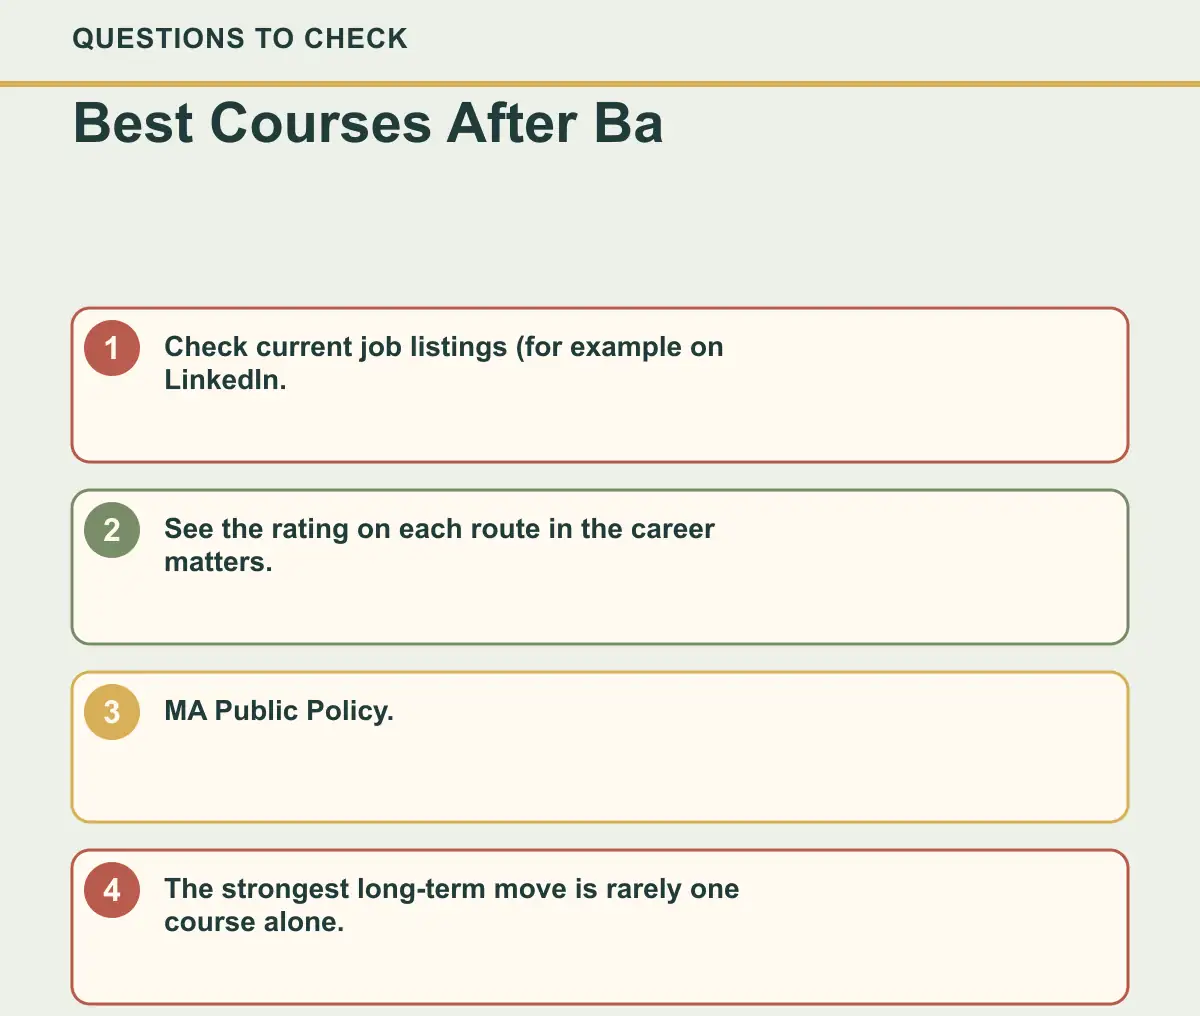 QUESTIONS TO CHECK
Best Courses After Ba
1
Check current job listings (for example on
LinkedIn.
2
See the rating on each route in the career
matters.
3
MA Public Policy.
4
The strongest long-term move is rarely one
course alone.